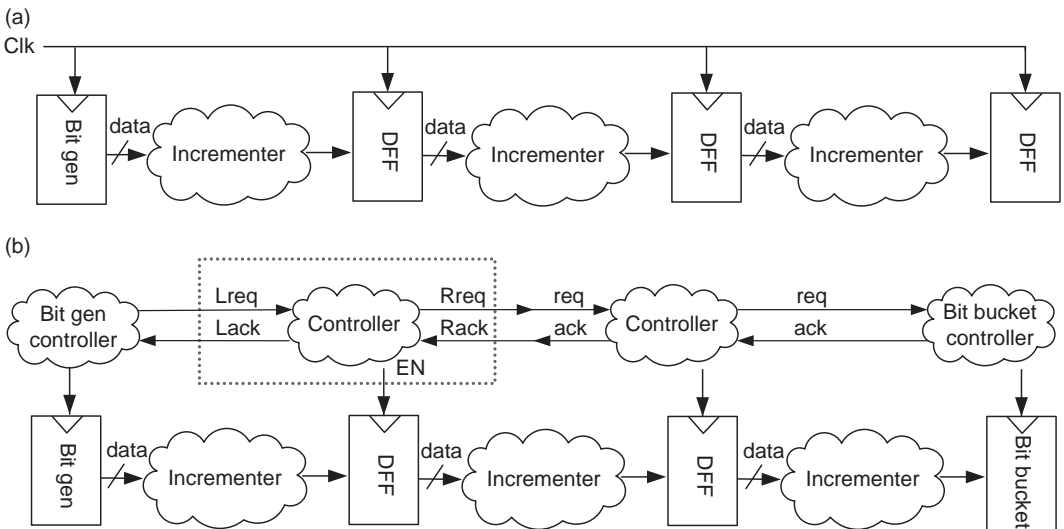 (a)
Clk
Bit gen
data
Incrementer
DFF
data
Incrementer
DFF
data
Incrementer
DFF
(b)
Bit gen
controller
Lreq
Lack
Controller
EN
Rreq
Rack
req
ack
Controller
req
ack
Bit bucket
controller
Bit gen
data
Incrementer
DFF
data
Incrementer
DFF
data
Incrementer
Bit bucket